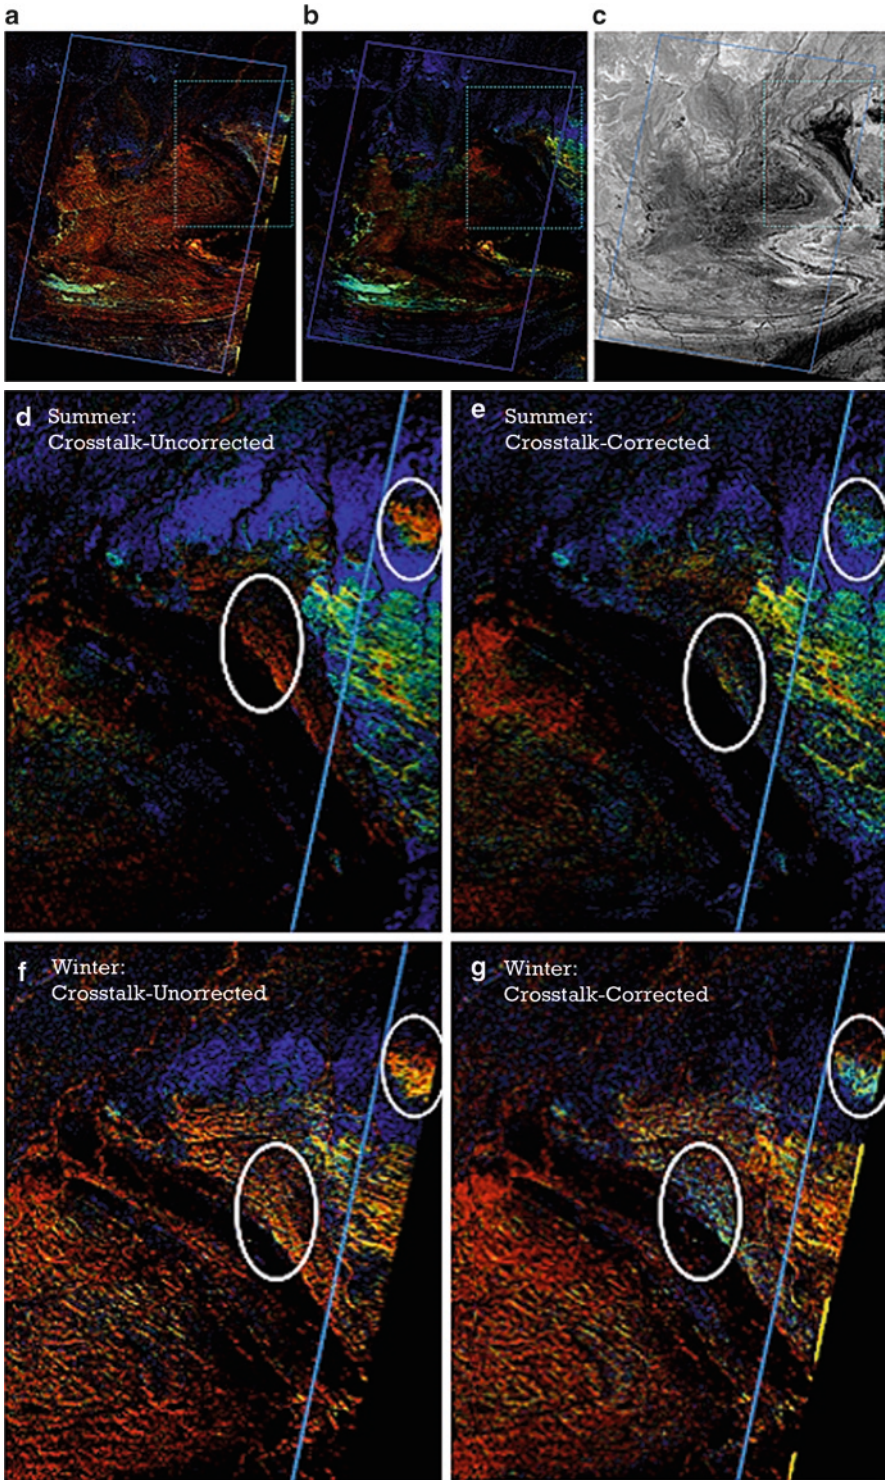 a
b
c
d
Summer:
Crosstalk-Uncorrected
e
Summer:
Crosstalk-Corrected
f
Winter:
Crosstalk-Unorrected
g
Winter:
Crosstalk-Corrected